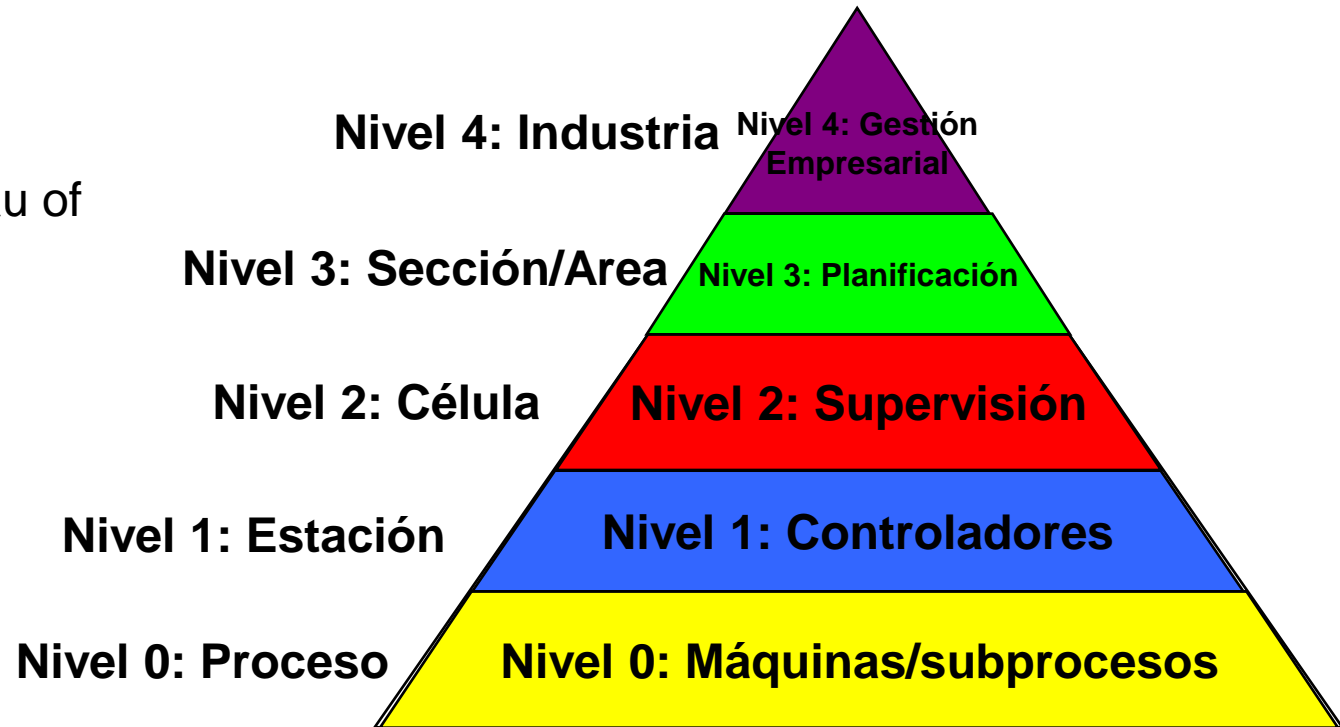 Nivel 4: Industria
Nivel 4: Gestión
Empresarial
u of
Nivel 3: Sección/Area
Nivel 3: Planificación
Nivel 2: Célula
Nivel 2: Supervisión
Nivel 1: Estación
Nivel 1: Controladores
Nivel 0: Proceso
Nivel 0: Máquinas/subprocesos